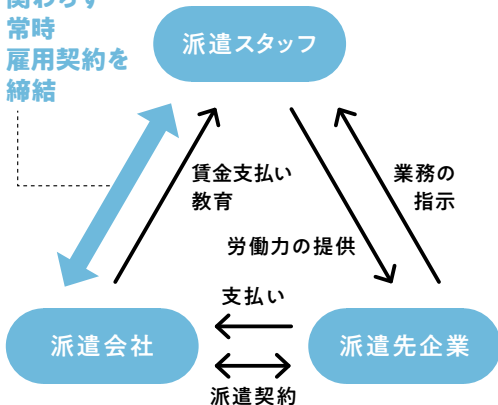 関わらず
常時
雇用契約を
締結
派遣スタッフ
賃金支払い
教育
業務の
指示
労働力の提供
支払い
派遣会社
派遣先企業
派遣契約